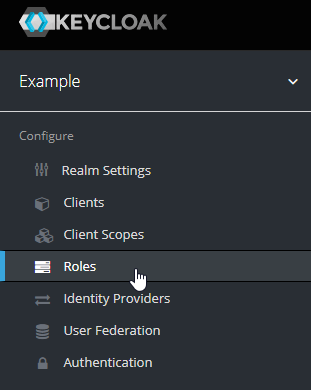 KEYCLOAK
Example
Configure
Realm Settings
Clients
Client Scopes
Roles
Identity Providers
User Federation
Authentication